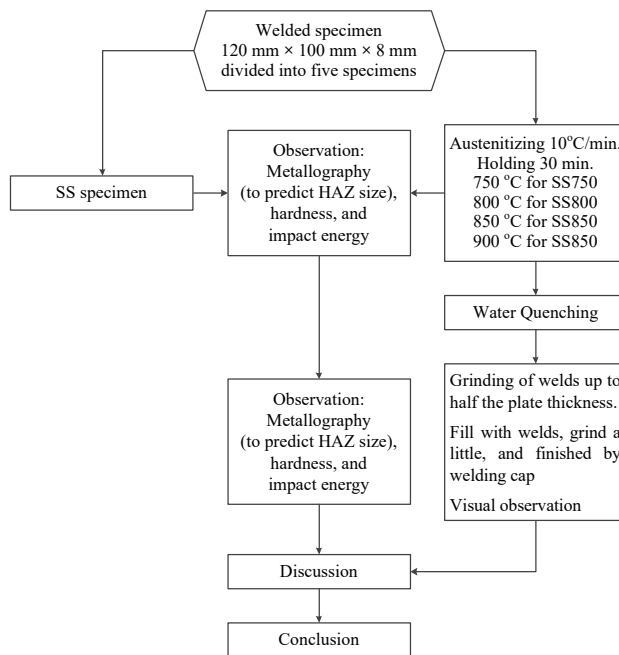 Welded specimen
120 mm × 100 mm × 8 mm
divided into five specimens
SS specimen
Observation:
Metallography
(to predict HAZ size),
hardness, and
impact energy
Austenitizing 10°C/min.
Holding 30 min.
750 °C for SS750
800 °C for SS800
850 °C for SS850
900 °C for SS850
Water Quenching
Grinding of welds up to
half the plate thickness.
Fill with welds, grind a
little, and finished by
welding cap
Visual observation
Observation:
Metallography
(to predict HAZ size),
hardness, and
impact energy
Discussion
Conclusion